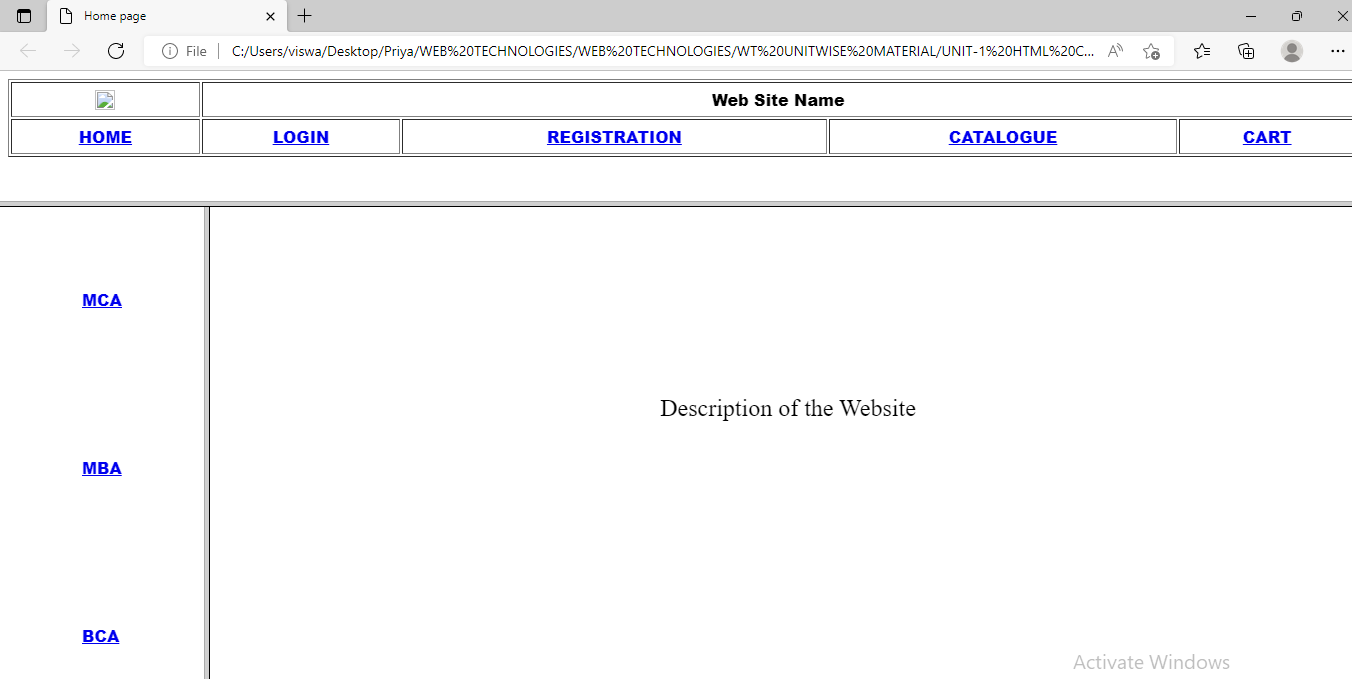 Home page
File C:/Users/viswa/Desktop/Priya/WEB%20TECHNOLOGIES/WEB%20TECHNOLOGIES/WT%20UNITWISE%20MATERIAL/UNIT-1%20HTML%20C...
Web Site Name
HOME LOGIN REGISTRATION CATALOGUE CART
MCA
Description of the Website
MBA
BCA
Activate Windows